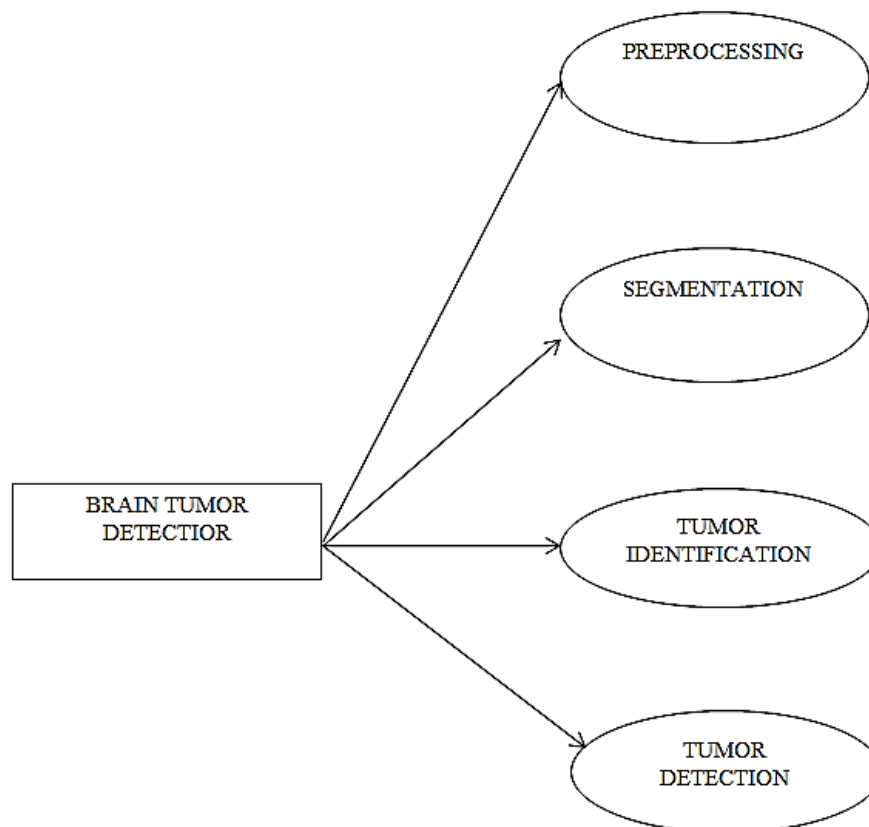 PREPROCESSING
SEGMENTATION
BRAIN TUMOR
DETECTIOR
TUMOR
IDENTIFICATION
TUMOR
DETECTION